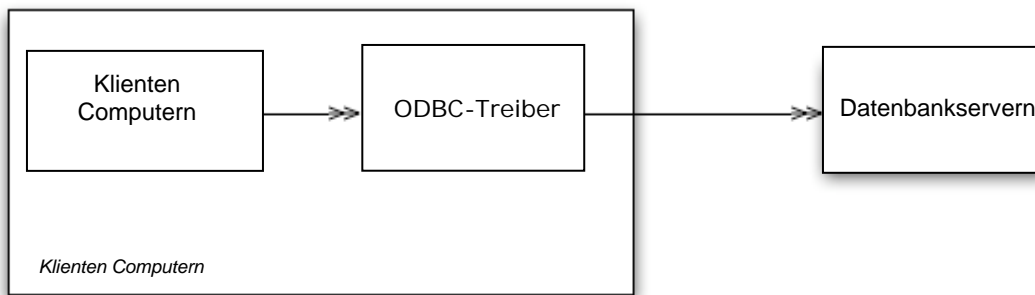 Klienten
Computern
ODBC-Treiber
Datenbankservern
Klienten Computern